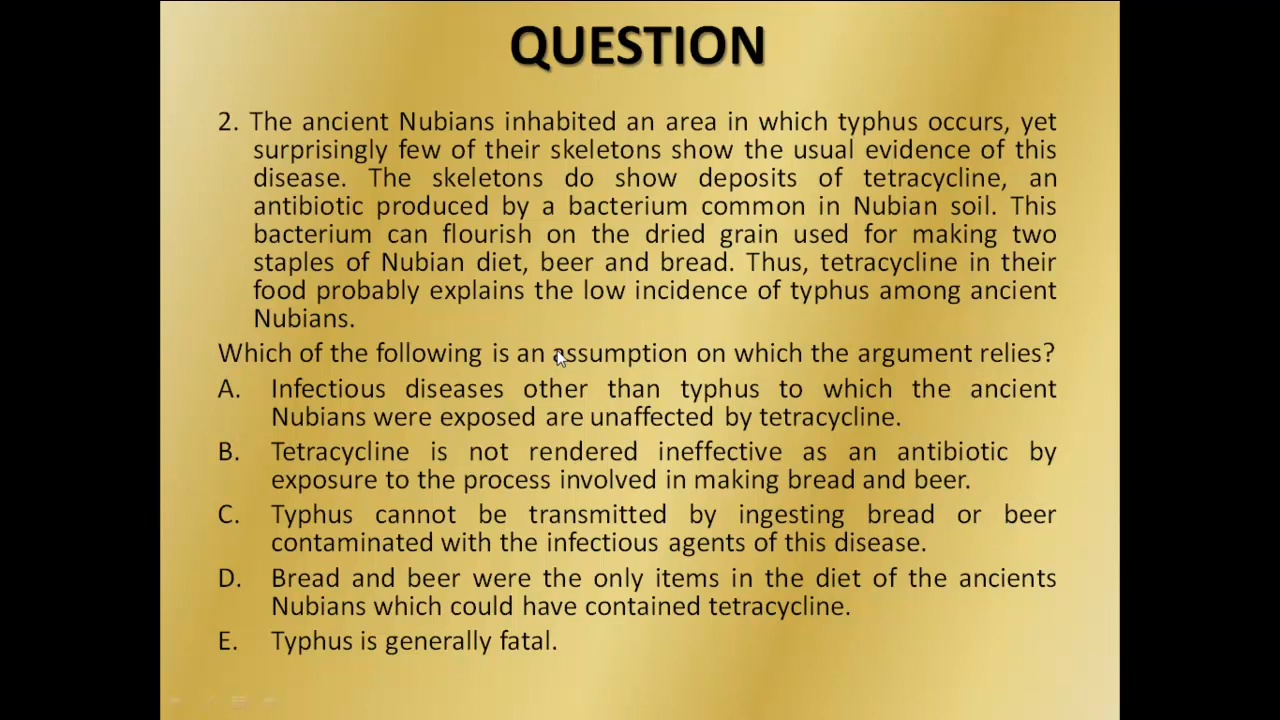 QUESTION
2. The ancient Nubians inhabited an area in which typhus occurs, yet
surprisingly few of their skeletons show the usual evidence of this
disease. The skeletons do show deposits of tetracycline, an
antibiotic produced by a bacterium common in Nubian soil. This
bacterium can flourish on the dried grain used for making two
staples of Nubian diet, beer and bread. Thus, tetracycline in their
food probably explains the low incidence of typhus among ancient
Nubians.
Which of the following is an assumption on which the argument relies?
A. Infectious diseases other than typhus to which the ancient
Nubians were exposed are unaffected by tetracycline.
B. Tetracycline is not rendered ineffective as an antibiotic by
exposure to the process involved in making bread and beer.
C. Typhus cannot be transmitted by ingesting bread or beer
contaminated with the infectious agents of this disease.
D. Bread and beer were the only items in the diet of the ancients
Nubians which could have contained tetracycline.
E. Typhus is generally fatal.